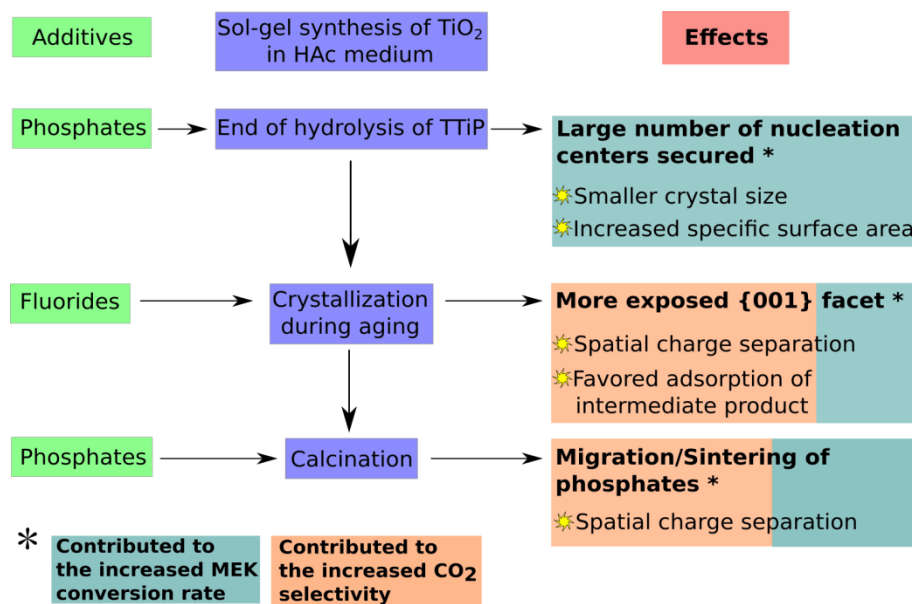 Additives
Sol-gel synthesis of TiO₂
in HAc medium
Effects
Phosphates
End of hydrolysis of TTiP
Large number of nucleation
centers secured *
Smaller crystal size
Increased specific surface area
Fluorides
Crystallization
during aging
More exposed {001} facet *
Spatial charge separation
Favored adsorption of
intermediate product
Phosphates
Calcination
Migration/Sintering of
phosphates *
Spatial charge separation
*
Contributed to
the increased MEK
conversion rate
Contributed to
the increased CO₂
selectivity